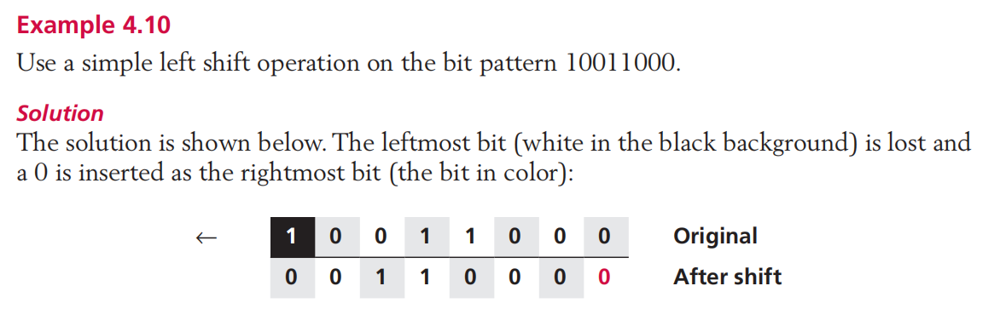 Example 4.10
Use a simple left shift operation on the bit pattern 10011000.
Solution
The solution is shown below. The leftmost bit (white in the black background) is lost and
a 0 is inserted as the rightmost bit (the bit in color):
← 1 0 0 1 1 0 0 0 Original
0 0 1 1 0 0 0 0 After shift